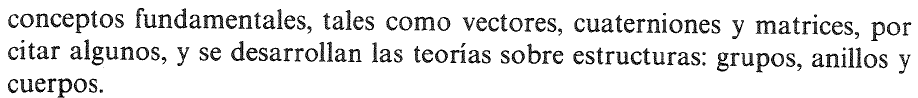 conceptos fundamentales, tales como vectores, cuaterniones y matrices, por
citar algunos, y se desarrollan las teorías sobre estructuras: grupos, anillos y
cuerpos.